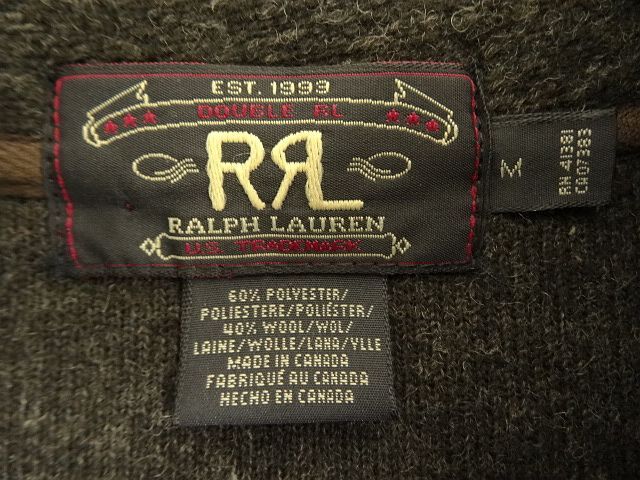 EST. 1993
DOUBLE RL
RRL
RALPH LAUREN
U.S. TRADEMARK
M
RN 41381
CA07383
60% POLYESTER/
POLIESTERE/POLIÉSTER/
40% WOOL/WOL/
LAINE/WOLLE/LANA/YLLE
MADE IN CANADA
FABRIQUÉ AU CANADA
HECHO EN CANADA